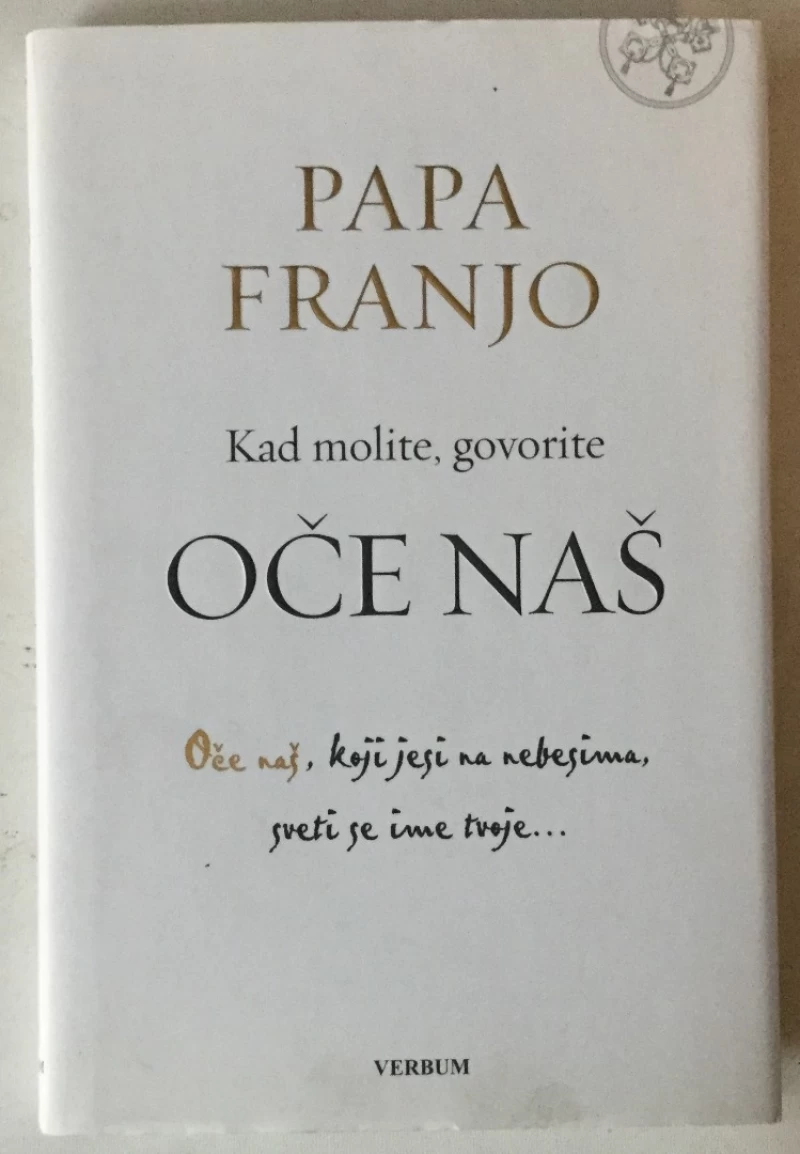 PAPA
FRANJO
Kad molite, govorite
OČE NAŠ
Oče naš, koji jesi na nebesima,
sveti se ime tvoje...
VERBUM